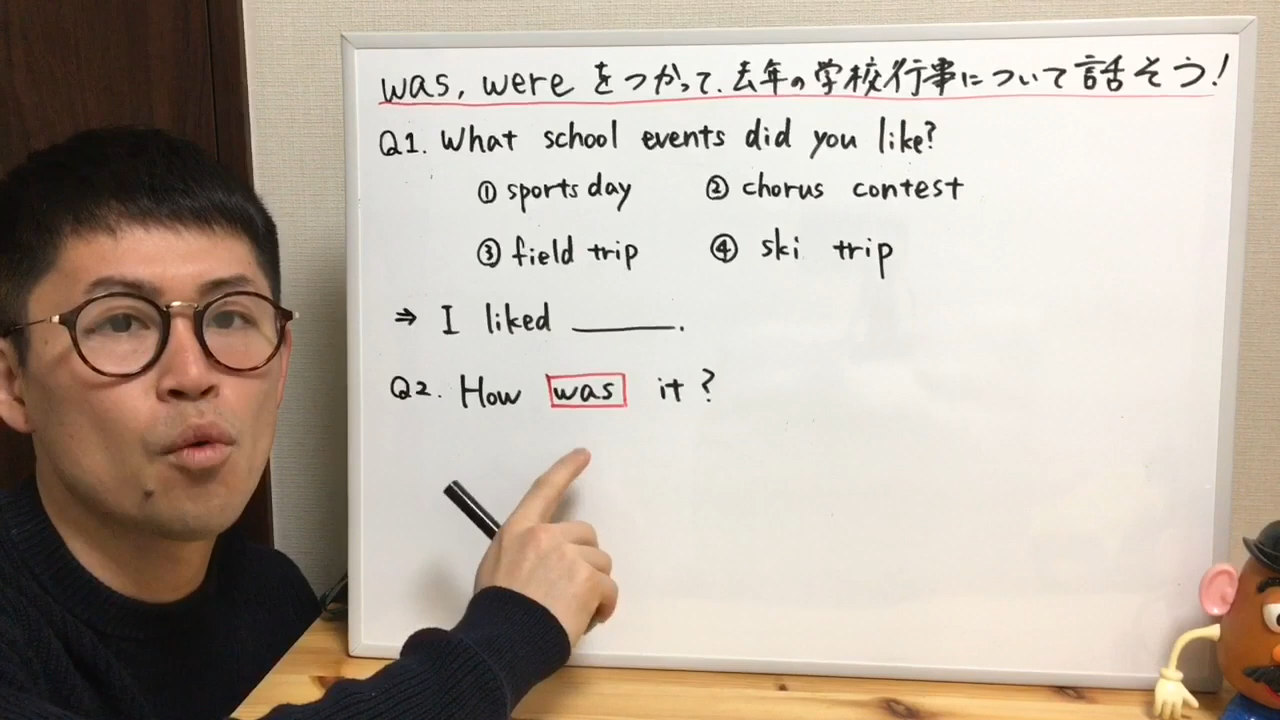 was, were をつかって、去年の学校行事について話そう!
Q1. What school events did you like?
① sports day ② chorus contest
③ field trip ④ ski trip
⇒ I liked ______.
Q2. How was it?